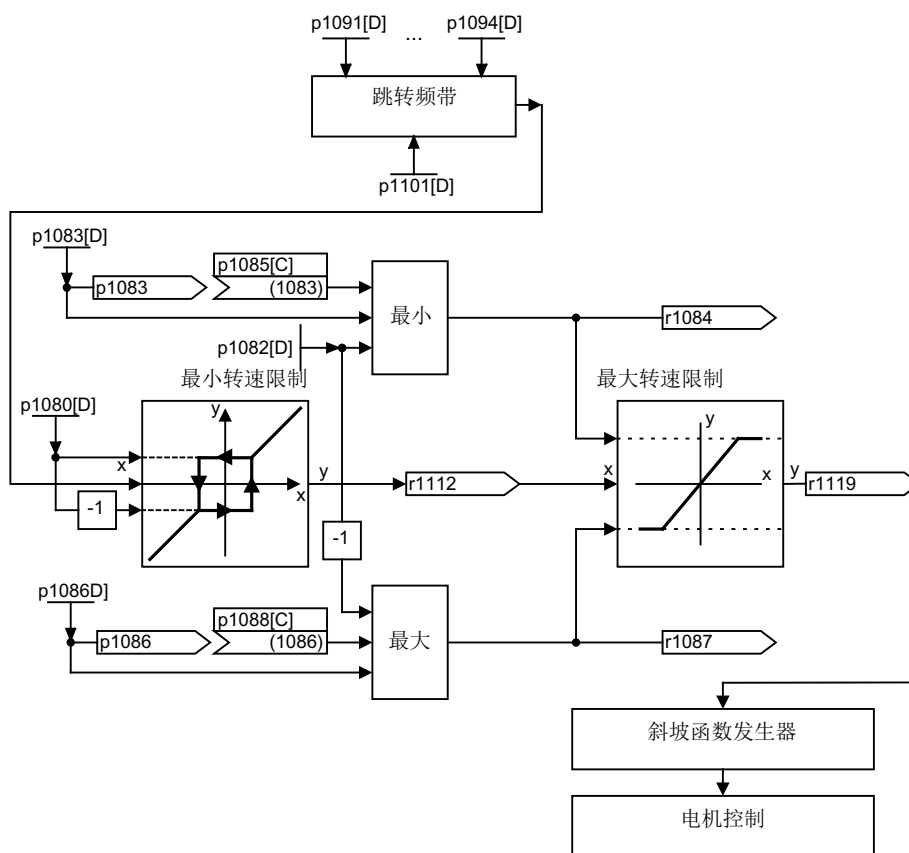 p1091[D] ... p1094[D]
跳转频带
p1101[D]
p1083[D]
p1083
p1085[C]
(1083)
最小
r1084
p1082[D]
最小转速限制
最大转速限制
p1080[D]
y
x
x
y
-1
r1112
y
x
x
y
r1119
-1
p1086D]
p1086
p1088[C]
(1086)
最大
r1087
斜坡函数发生器
电机控制